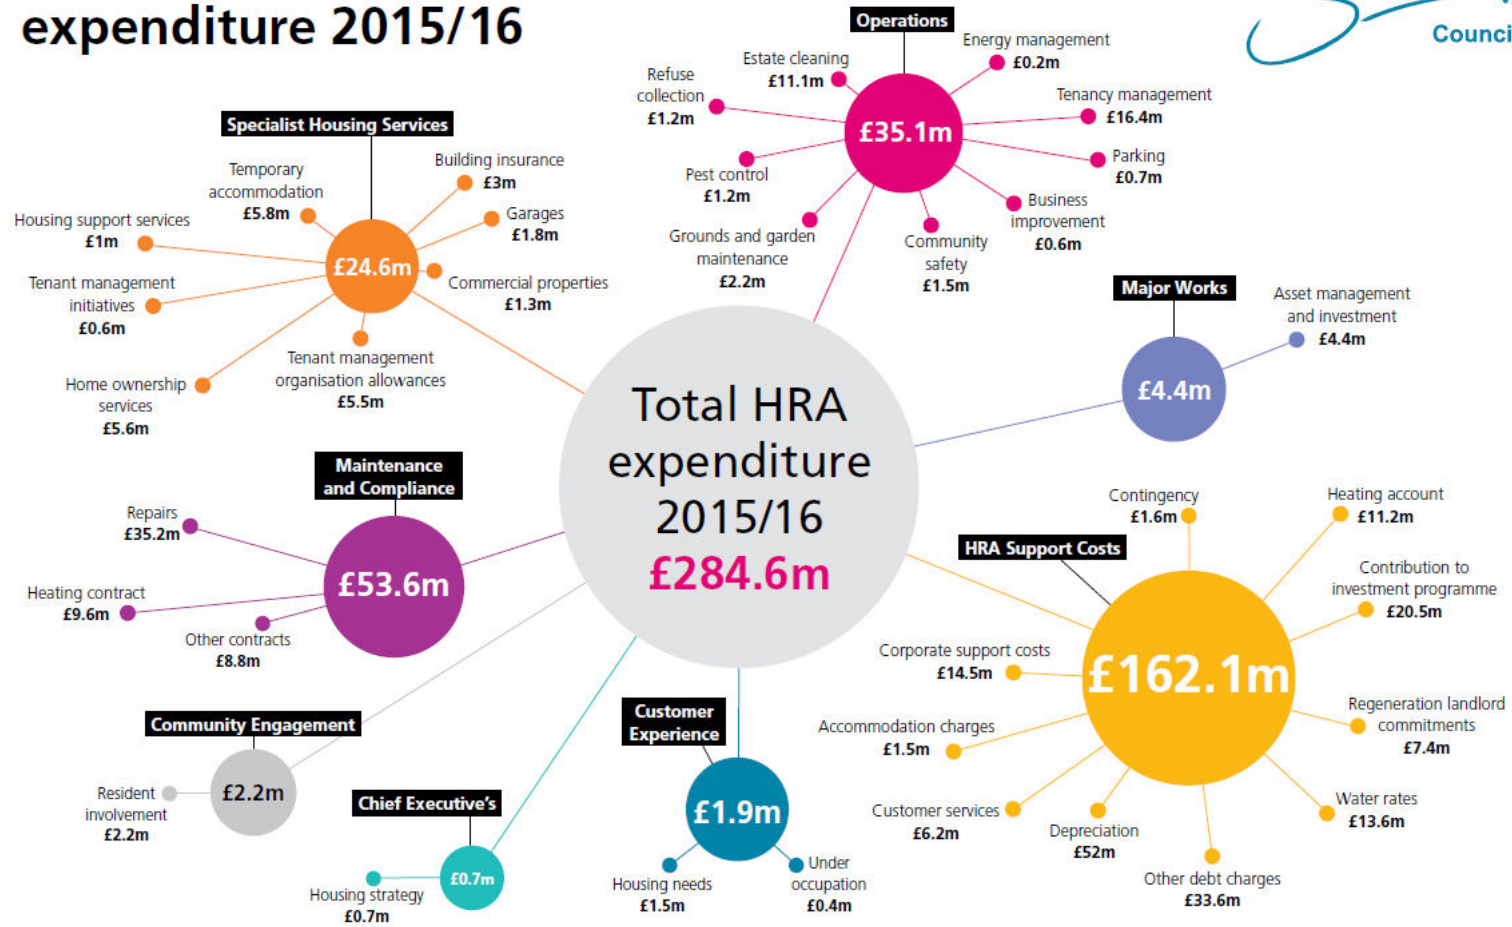 expenditure 2015/16
Counci
Operations
£35.1m
Energy management
£0.2m
Estate cleaning
£11.1m
Refuse
collection
£1.2m
Tenancy management
£16.4m
Parking
£0.7m
Pest control
£1.2m
Business
improvement
£0.6m
Grounds and garden
maintenance
£2.2m
Community
safety
£1.5m
Specialist Housing Services
£24.6m
Building insurance
£3m
Temporary
accommodation
£5.8m
Garages
£1.8m
Housing support services
£1m
Commercial properties
£1.3m
Tenant management
initiatives
£0.6m
Tenant management
organisation allowances
£5.5m
Home ownership
services
£5.6m
Major Works
£4.4m
Asset management
and investment
£4.4m
Total HRA
expenditure
2015/16
£284.6m
Maintenance
and Compliance
£53.6m
Repairs
£35.2m
Heating contract
£9.6m
Other contracts
£8.8m
HRA Support Costs
£162.1m
Contingency
£1.6m
Heating account
£11.2m
Contribution to
investment programme
£20.5m
Corporate support costs
£14.5m
Regeneration landlord
commitments
£7.4m
Accommodation charges
£1.5m
Water rates
£13.6m
Customer services
£6.2m
Depreciation
£52m
Other debt charges
£33.6m
Community Engagement
£2.2m
Resident
involvement
£2.2m
Chief Executive's
£0.7m
Housing strategy
£0.7m
Customer
Experience
£1.9m
Housing needs
£1.5m
Under
occupation
£0.4m